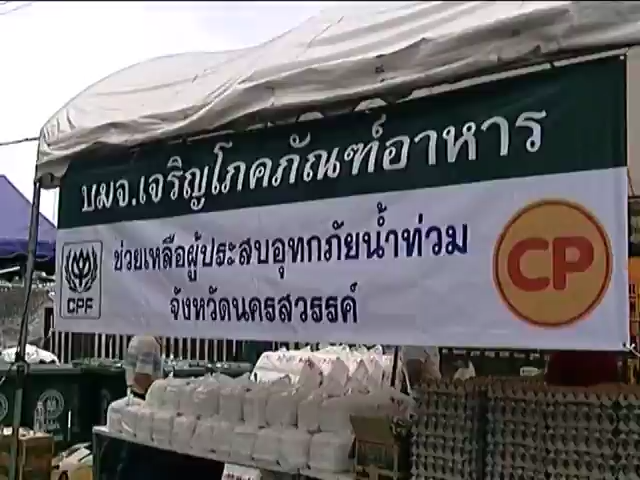 บมจ.เจริญโภคภัณฑ์อาหาร
ช่วยเหลือผู้ประสบอุทกภัยน้ำท่วม
จังหวัดนครสวรรค์
CPF
CP